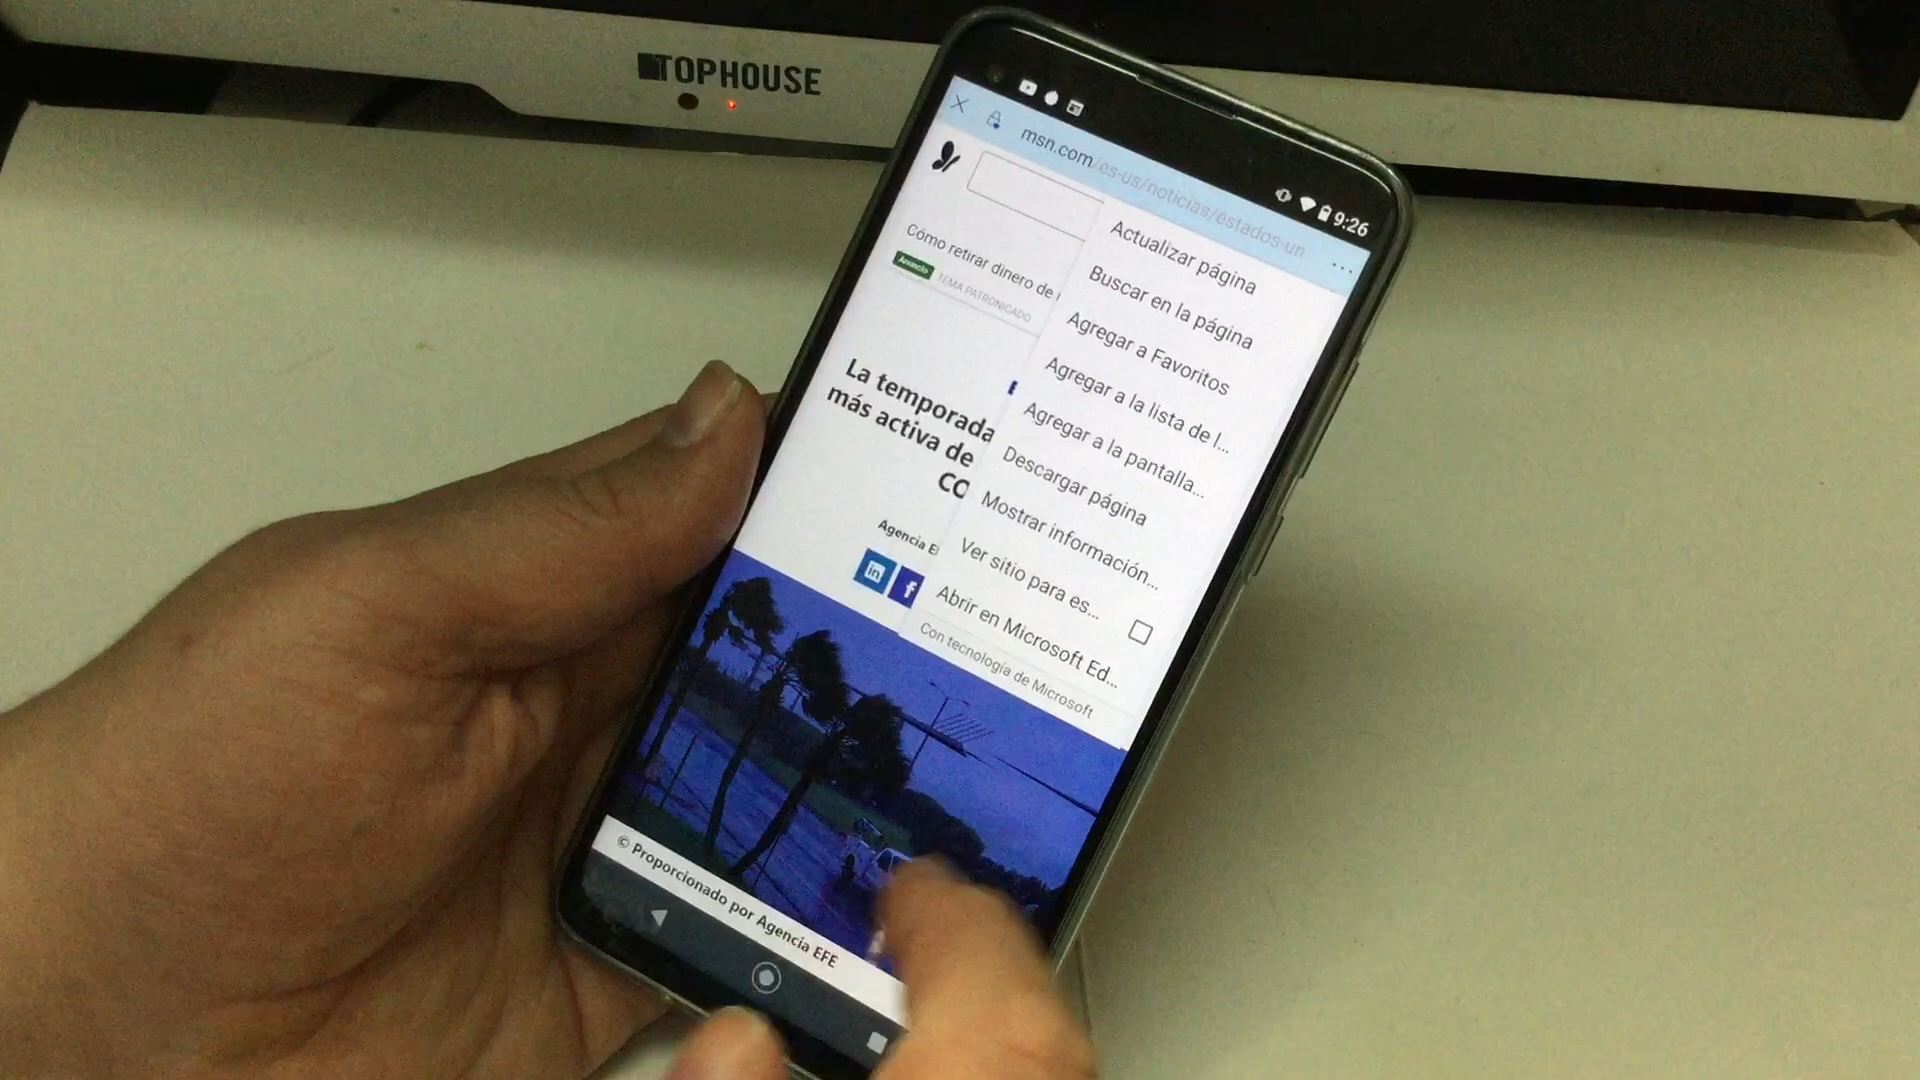 TOPHOUSE
9:26
msn.com/es-us/noticias/estados-un
Actualizar página
Buscar en la página
Agregar a Favoritos
Agregar a la lista de l...
Agregar a la pantalla...
Descargar página
Mostrar información...
Ver sitio para es...
Abrir en Microsoft Ed...
Con tecnología de Microsoft
Cómo retirar dinero de
Anuncio TEMA PATRONICADO
La temporada
más activa de
CO
Agencia E
in f
© Proporcionado por Agencia EFE